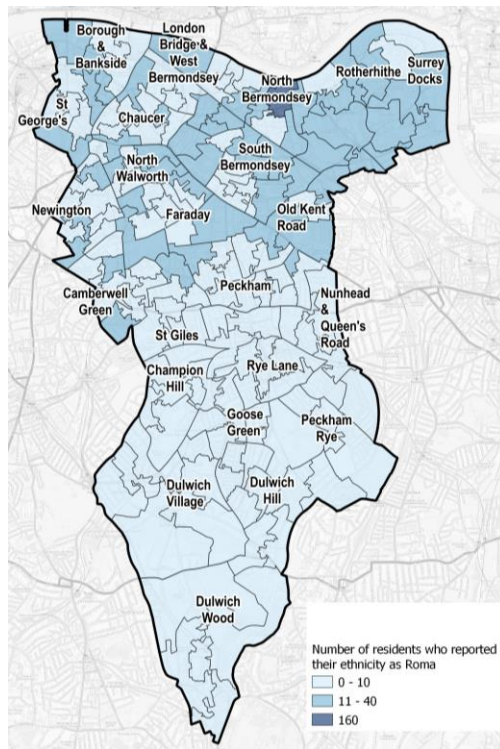 Borough
&
Bankside
London
Bridge &
West
Bermondsey
North
Bermondsey
Rotherhithe
Surrey
Docks
St
George's
Chaucer
North
Walworth
South
Bermondsey
Newington
Faraday
Old Kent
Road
Camberwell
Green
Peckham
Nunhead
&
Queen's
Road
St Giles
Champion
Hill
Rye Lane
Goose
Green
Peckham
Rye
Dulwich
Village
Dulwich
Hill
Dulwich
Wood
Number of residents who reported
their ethnicity as Roma
0 - 10
11 - 40
160